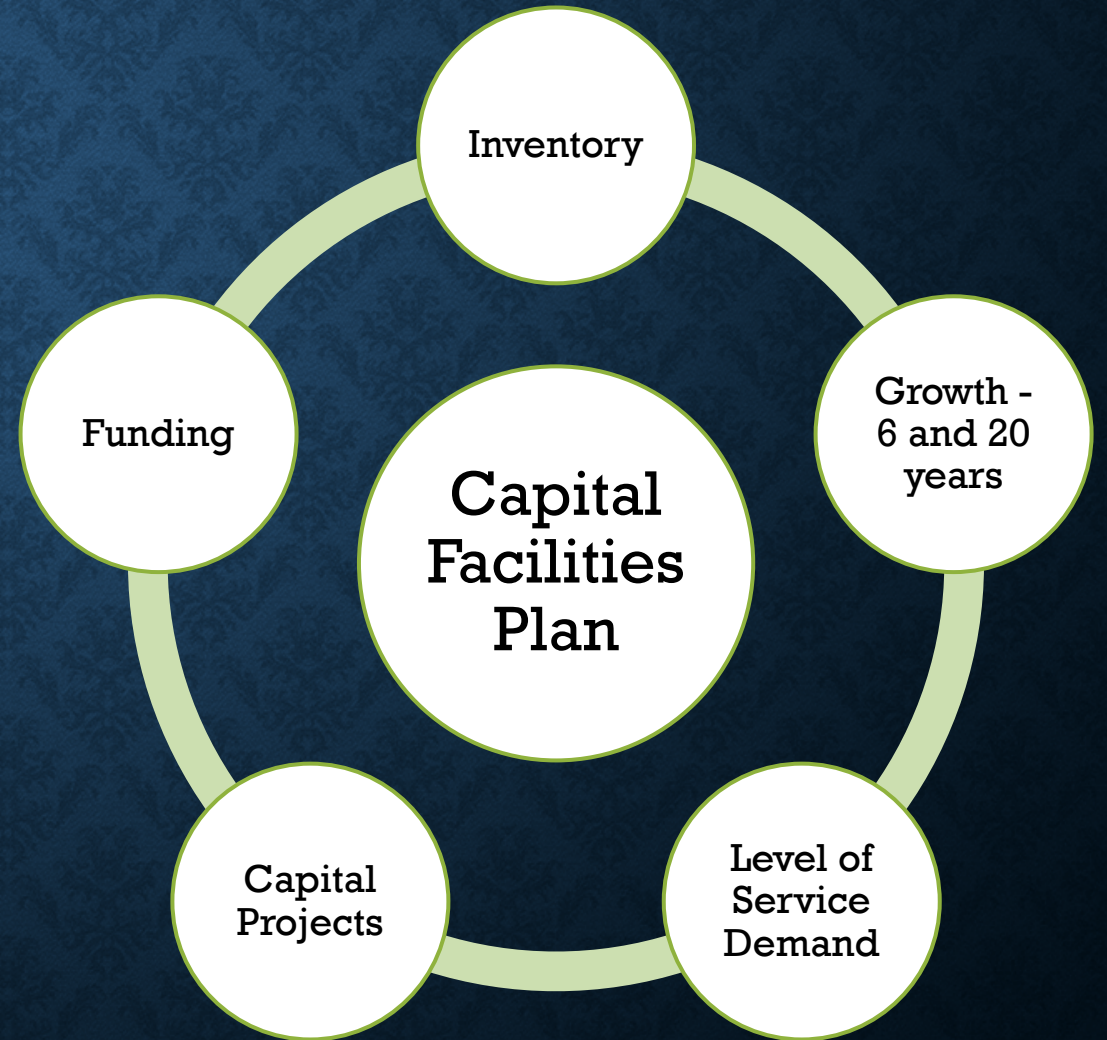 Inventory
Growth -
6 and 20
years
Funding
Capital
Facilities
Plan
Level of
Service
Demand
Capital
Projects